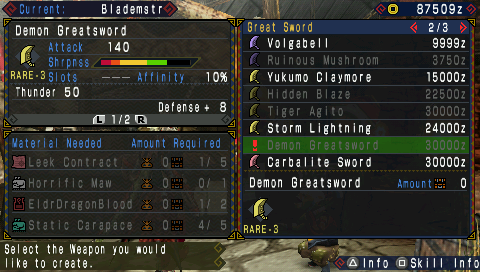 Current: Blademstr
87509z
Demon Greatsword
Attack 140
Shrpnss
RARE-3 Slots --- Affinity 10%
Thunder 50
Defense+ 8
L 1/2 R
Material Needed Amount Required
Leek Contract 0 1/ 5
Horrific Maw 0 0/ 1
EldrDragonBlood 0 1/ 2
Static Carapace 0 4/ 5
Select the Weapon you would
like to create.
Great Sword 2/3
Volgabell 9999z
Ruinous Mushroom 3750z
Yukumo Claymore 15000z
Hidden Blaze 22500z
Tiger Agito 30000z
Storm Lightning 24000z
! Demon Greatsword 30000z
Carbalite Sword 30000z
Demon Greatsword Amount 0
RARE-3
Info Skill Info